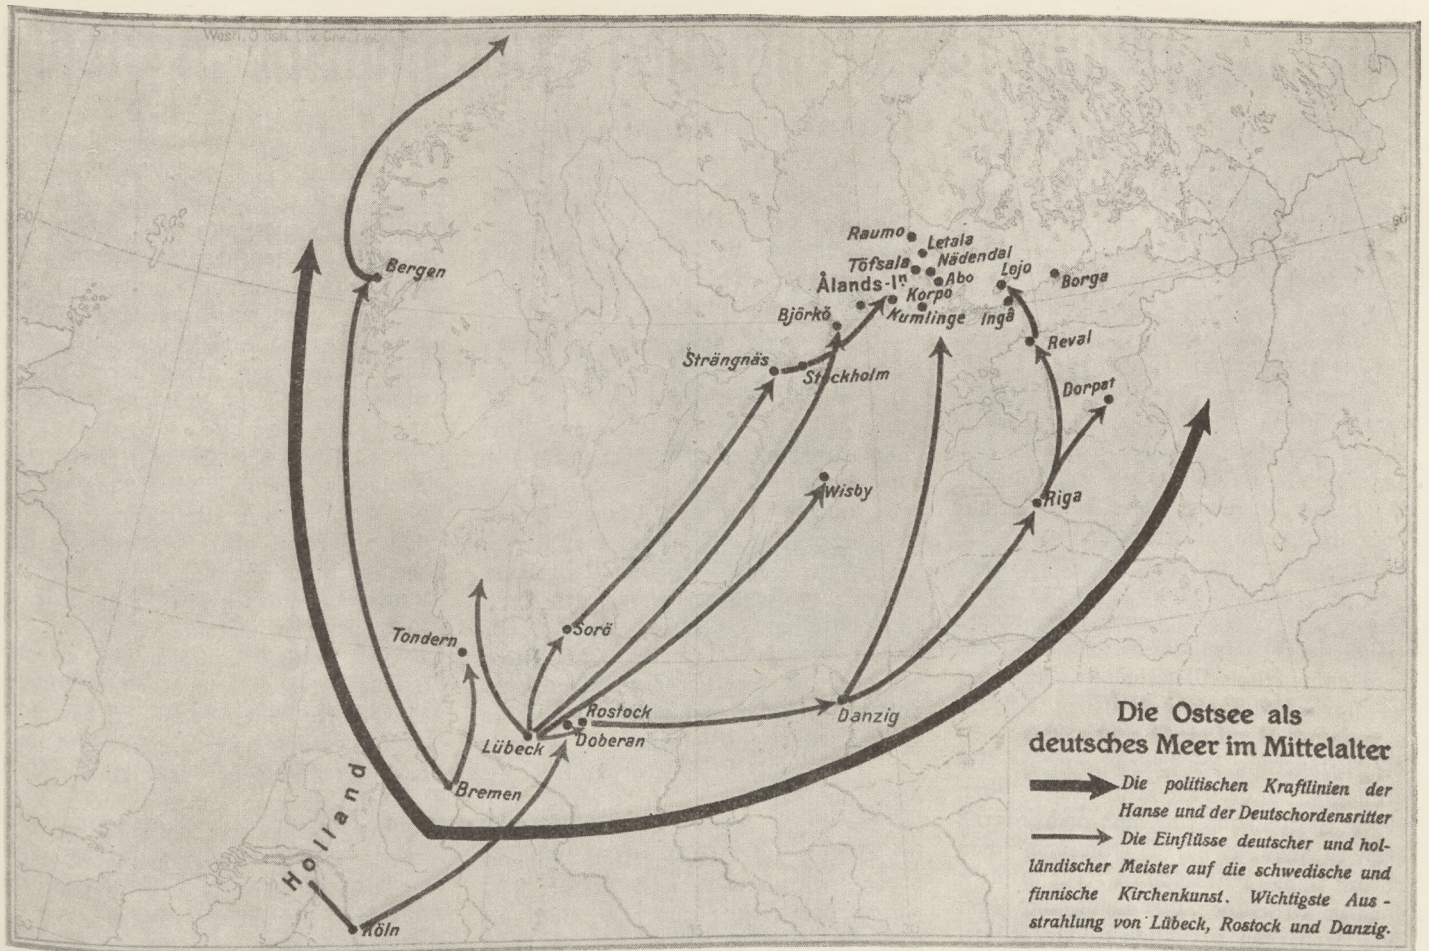 Bergen
Raumo
Letala
Töfsala
Nädendal
Ålands-Iⁿ
Abo
Lojo
Borga
Korpo
Björkö
Kumlinge
Ingå
Reval
Strängnäs
Stockholm
Dorpat
Wisby
Riga
Tondern
Sorö
Rostock
Lübeck
Doberan
Danzig
Bremen
Holland
Köln
Die Ostsee als
deutsches Meer im Mittelalter
Die politischen Kraftlinien der
Hanse und der Deutschordensritter
Die Einflüsse deutscher und hol-
ländischer Meister auf die schwedische und
finnische Kirchenkunst. Wichtigste Aus-
strahlung von Lübeck, Rostock und Danzig.